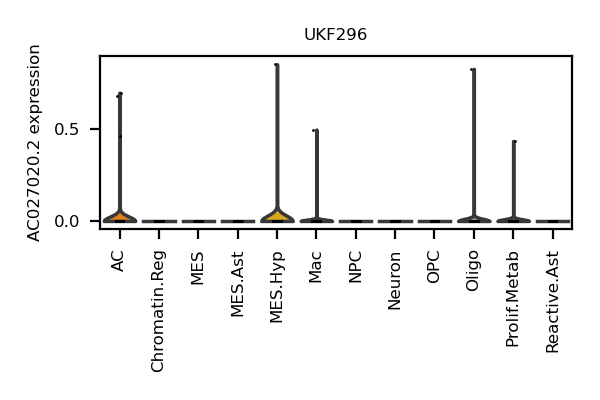 UKF296
AC027020.2 expression
0.5
0.0
AC
Chromatin.Reg
MES
MES.Ast
MES.Hyp
Mac
NPC
Neuron
OPC
Oligo
Prolif.Metab
Reactive.Ast